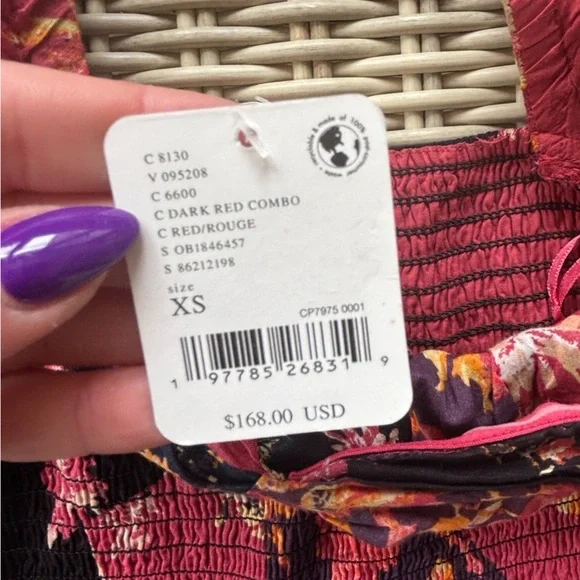 C 8130
V 095208
C 6600
C DARK RED COMBO
C RED/ROUGE
S OB1846457
S 86212198
size
XS
CP7975 0001
1 97785 26831 9
$168.00 USD